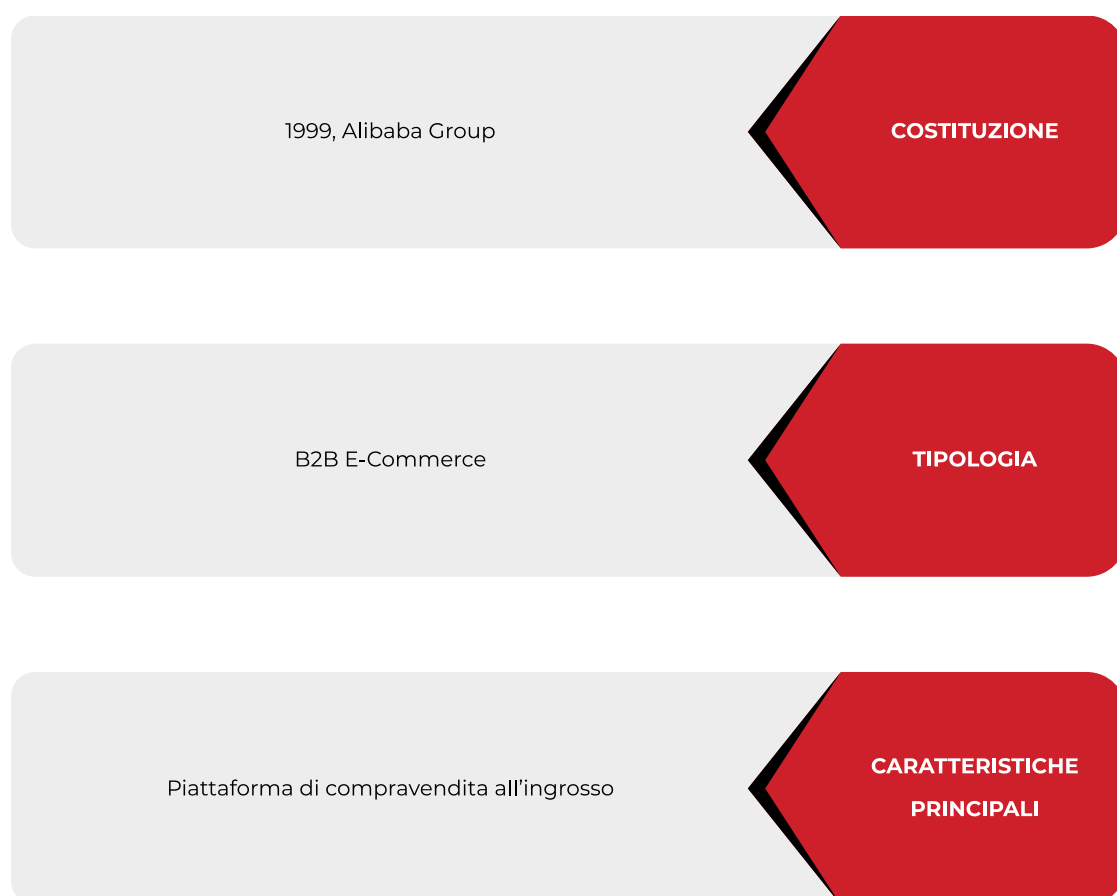 1999, Alibaba Group
COSTITUZIONE
B2B E-Commerce
TIPOLOGIA
Piattaforma di compravendita all'ingrosso
CARATTERISTICHE
PRINCIPALI